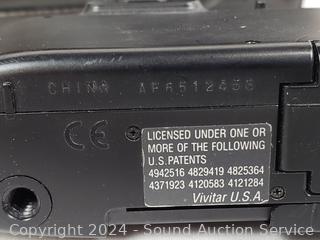 CHINA AF6512433
CE
LICENSED UNDER ONE OR
MORE OF THE FOLLOWING
U.S.PATENTS
4942516 4829419 4825364
4371923 4120583 4121284
Vivitar U.S.A.
Copyright 2024 - Sound Auction Service